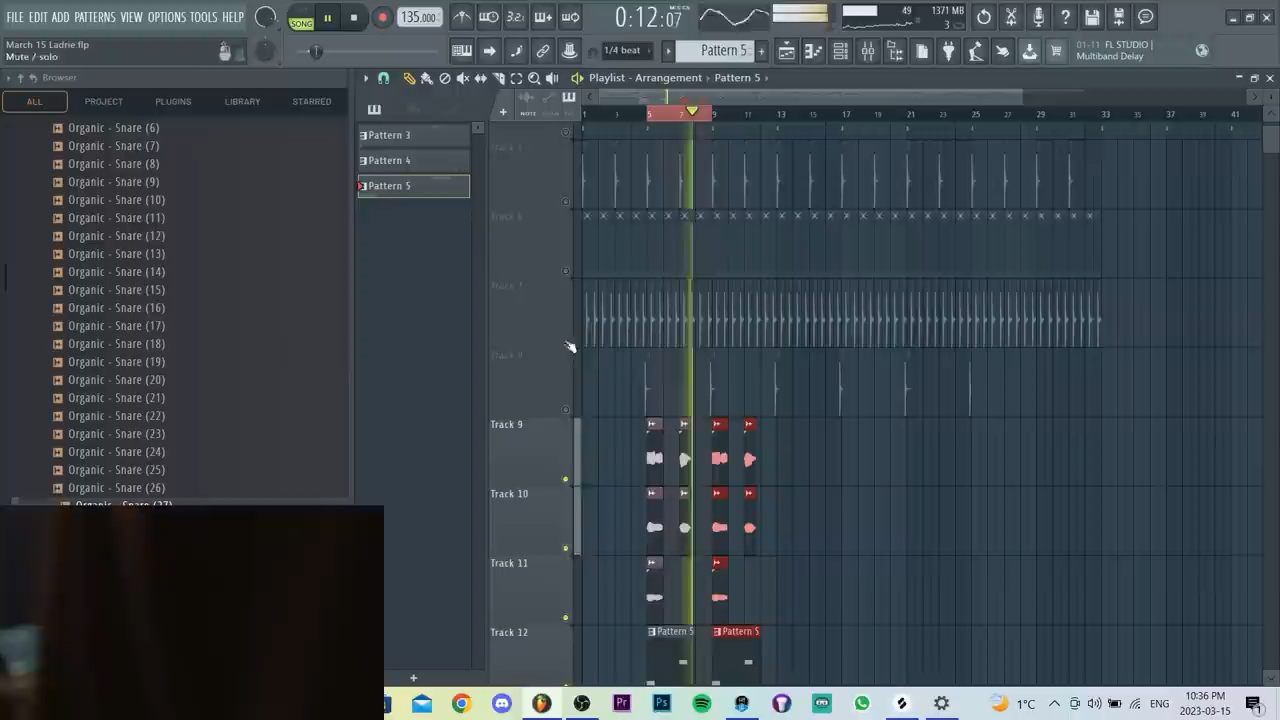 FILE EDIT ADD PATTERNS VIEW OPTIONS TOOLS HELP
SONG
135.000
0:12:07
M:S:CS
49
1371 MB
3
March 15 Ladrie.flp
Mute / solo
1/4 beat
Pattern 5
01-11 FL STUDIO |
Multiband Delay
Browser
Playlist - Arrangement › Pattern 5 ›
ALL
PROJECT
PLUGINS
LIBRARY
STARRED
NOTE
1 3 5 7 9 11 13 15 17 19 21 23 25 27 29 31 33 37 41
Organic - Snare (6)
Organic - Snare (7)
Organic - Snare (8)
Organic - Snare (9)
Organic - Snare (10)
Organic - Snare (11)
Organic - Snare (12)
Organic - Snare (13)
Organic - Snare (14)
Organic - Snare (15)
Organic - Snare (16)
Organic - Snare (17)
Organic - Snare (18)
Organic - Snare (19)
Organic - Snare (20)
Organic - Snare (21)
Organic - Snare (22)
Organic - Snare (23)
Organic - Snare (24)
Organic - Snare (25)
Organic - Snare (26)
Organic - Snare (27)
Pattern 3
Pattern 4
Pattern 5
Track 9
Track 10
Track 11
Track 12
Pattern 5
Pattern 5
Pr
Ps
1°C
ENG
10:36 PM
2023-03-15